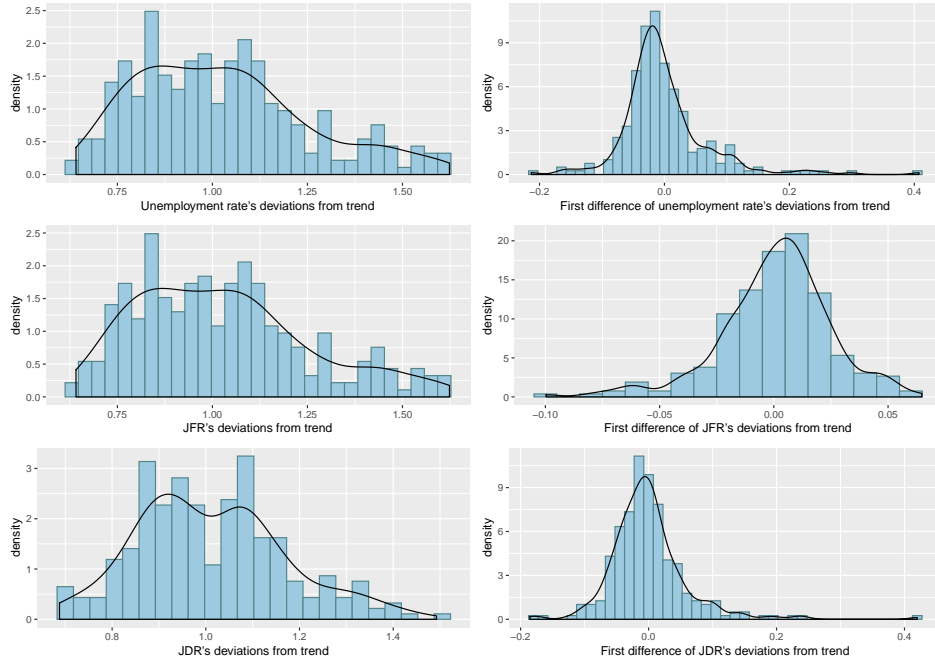 2.5
2.0
1.5
1.0
0.5
0.0
density
0.75 1.00 1.25 1.50
Unemployment rate's deviations from trend
9
6
3
0
density
−0.2 0.0 0.2 0.4
First difference of unemployment rate's deviations from trend
2.5
2.0
1.5
1.0
0.5
0.0
density
0.75 1.00 1.25 1.50
JFR's deviations from trend
20
15
10
5
0
density
−0.10 −0.05 0.00 0.05
First difference of JFR's deviations from trend
3
2
1
0
density
0.8 1.0 1.2 1.4
JDR's deviations from trend
9
6
3
0
density
−0.2 0.0 0.2 0.4
First difference of JDR's deviations from trend